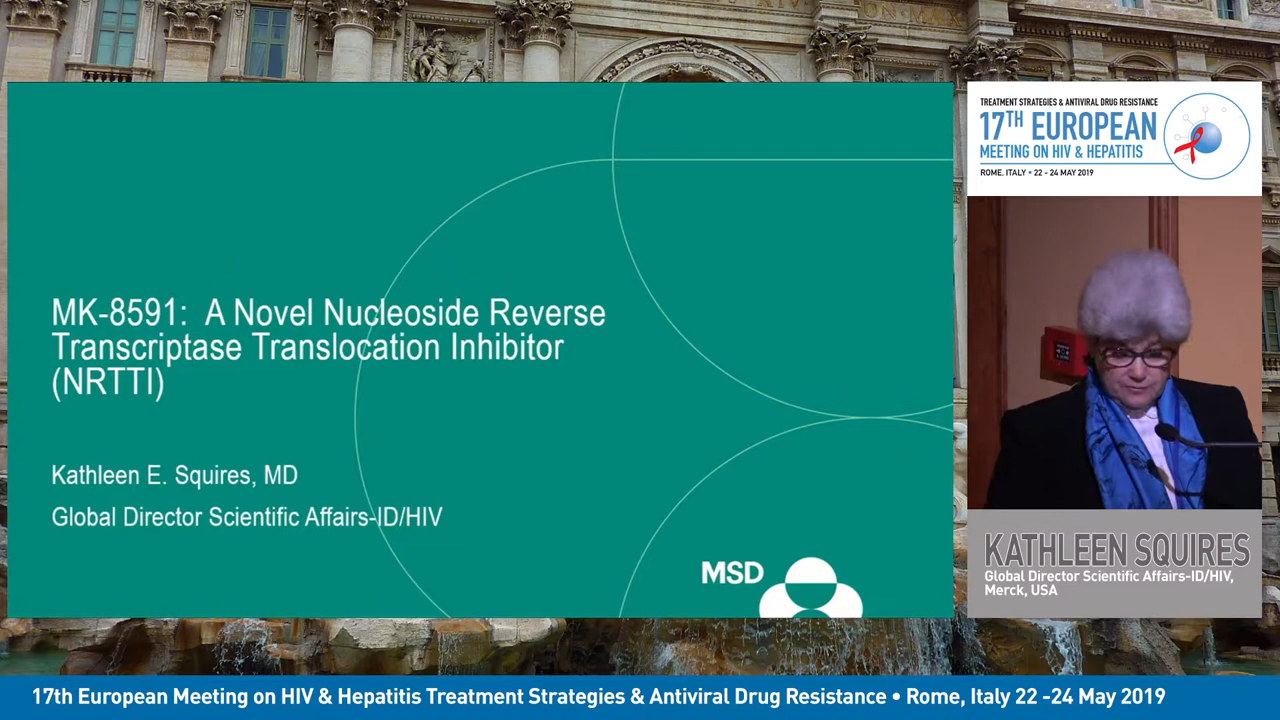 MK-8591: A Novel Nucleoside Reverse
Transcriptase Translocation Inhibitor
(NRTTI)
Kathleen E. Squires, MD
Global Director Scientific Affairs-ID/HIV
MSD
TREATMENT STRATEGIES & ANTIVIRAL DRUG RESISTANCE
17TH EUROPEAN
MEETING ON HIV & HEPATITIS
ROME, ITALY • 22 - 24 MAY 2019
KATHLEEN SQUIRES
Global Director Scientific Affairs-ID/HIV,
Merck, USA
17th European Meeting on HIV & Hepatitis Treatment Strategies & Antiviral Drug Resistance • Rome, Italy 22 -24 May 2019